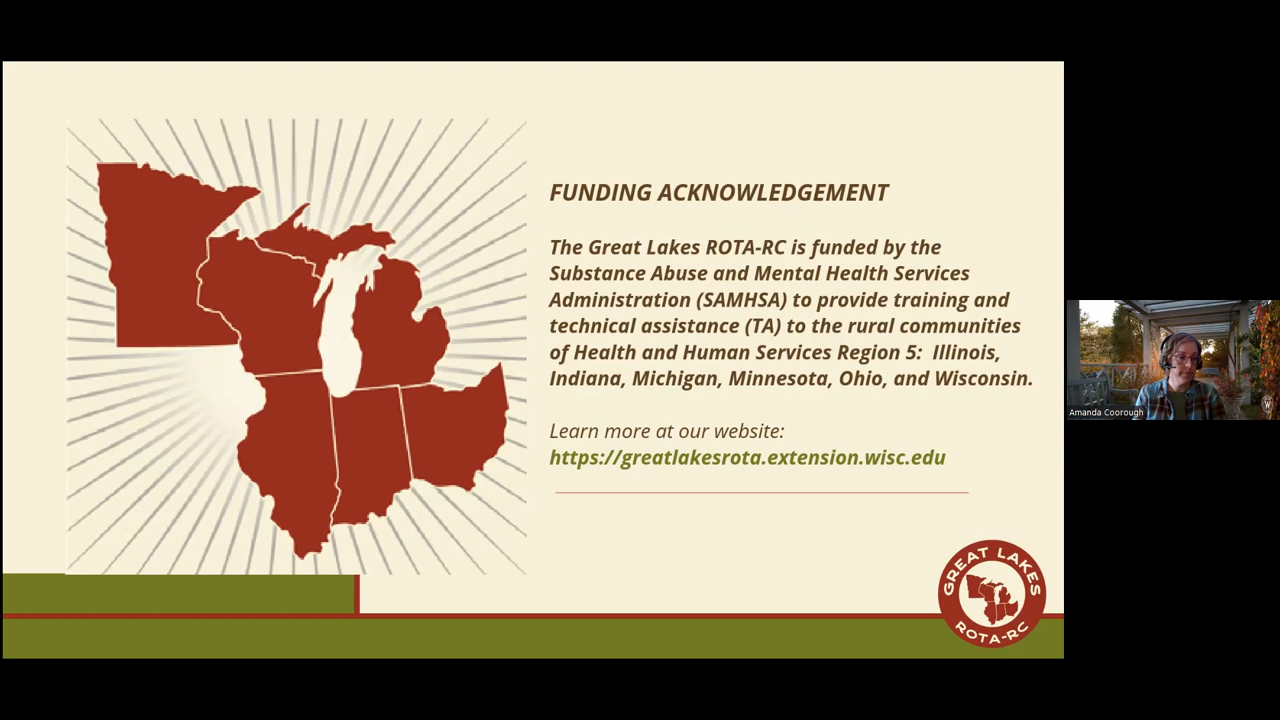 FUNDING ACKNOWLEDGEMENT
The Great Lakes ROTA-RC is funded by the
Substance Abuse and Mental Health Services
Administration (SAMHSA) to provide training and
technical assistance (TA) to the rural communities
of Health and Human Services Region 5:  Illinois,
Indiana, Michigan, Minnesota, Ohio, and Wisconsin.
Learn more at our website:
https://greatlakesrota.extension.wisc.edu
GREAT LAKES
ROTA-RC
Amanda Coorough
W